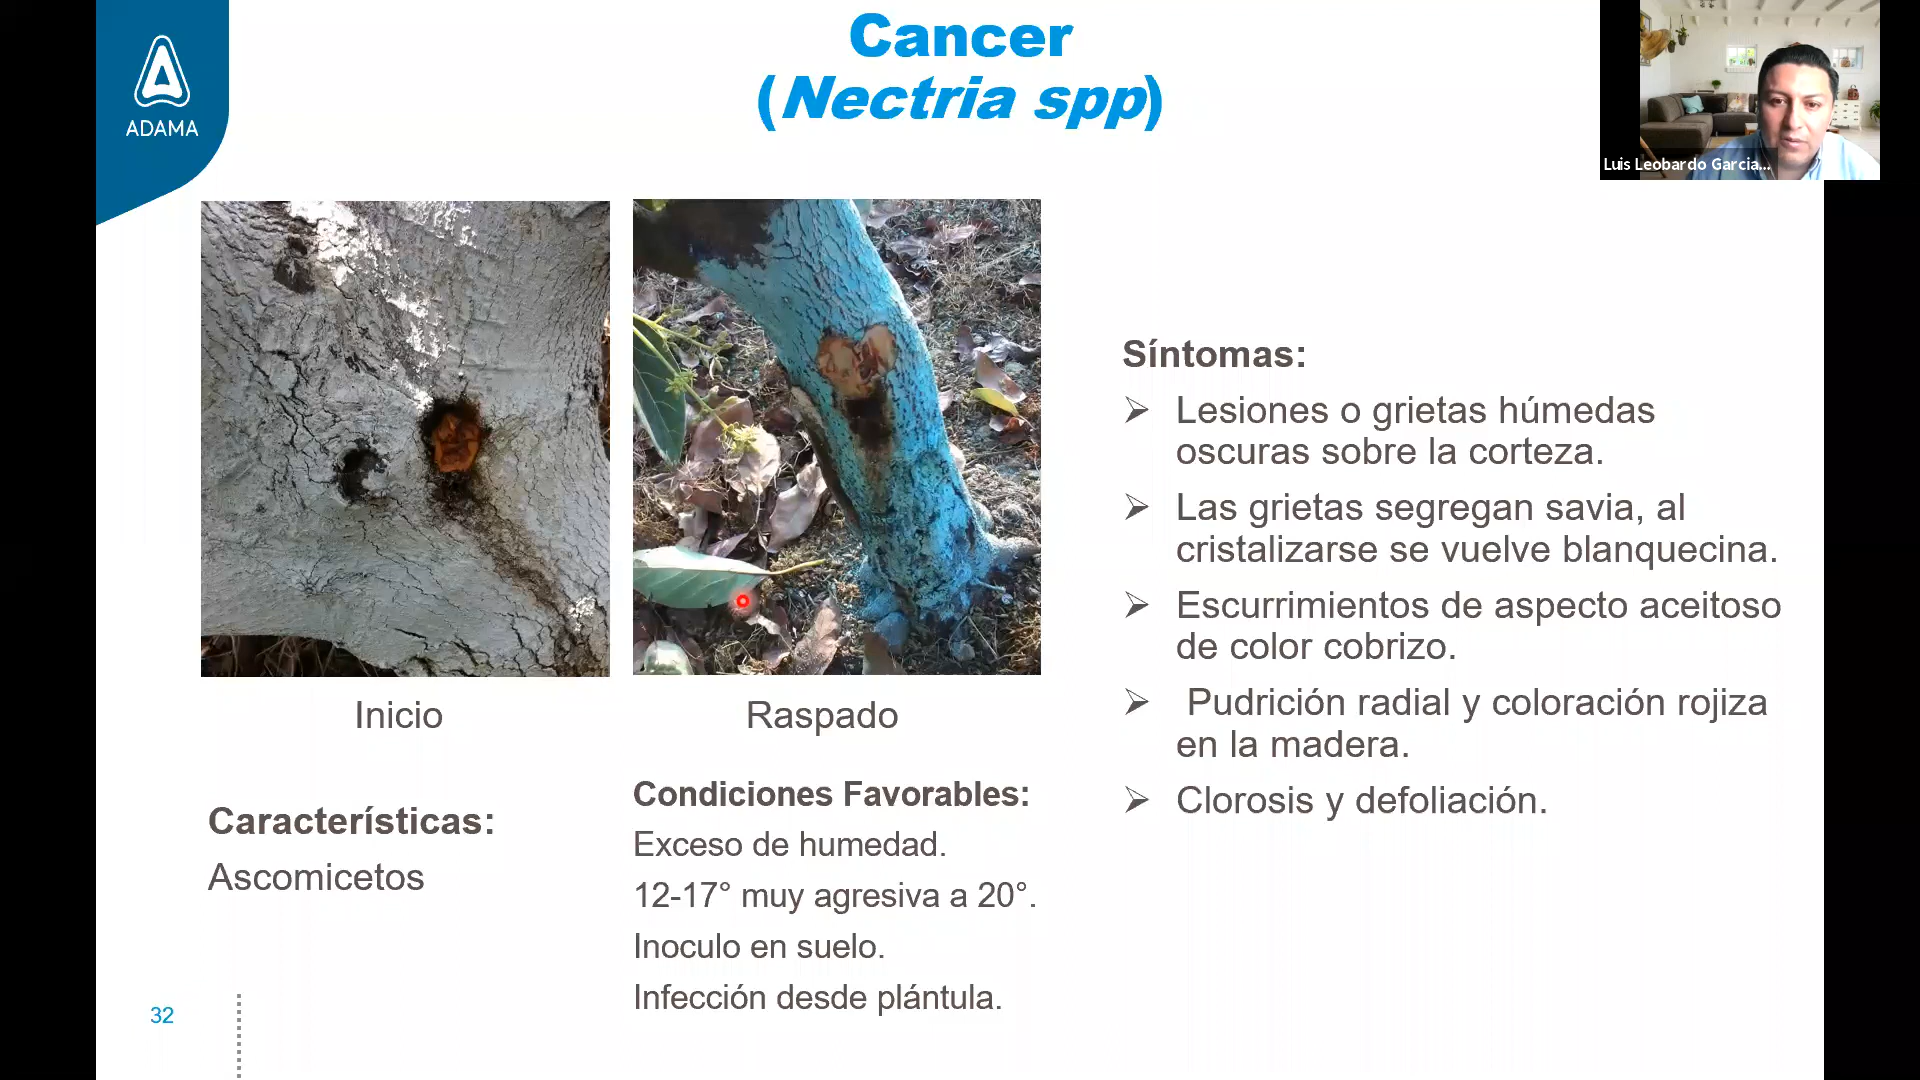 ADAMA
Cancer
(Nectria spp)
Luis Leobardo Garcia...
Inicio
Raspado
Características:
Ascomicetos
Condiciones Favorables:
Exceso de humedad.
12-17° muy agresiva a 20°.
Inoculo en suelo.
Infección desde plántula.
Síntomas:
➢ Lesiones o grietas húmedas
oscuras sobre la corteza.
➢ Las grietas segregan savia, al
cristalizarse se vuelve blanquecina.
➢ Escurrimientos de aspecto aceitoso
de color cobrizo.
➢ Pudrición radial y coloración rojiza
en la madera.
➢ Clorosis y defoliación.
32